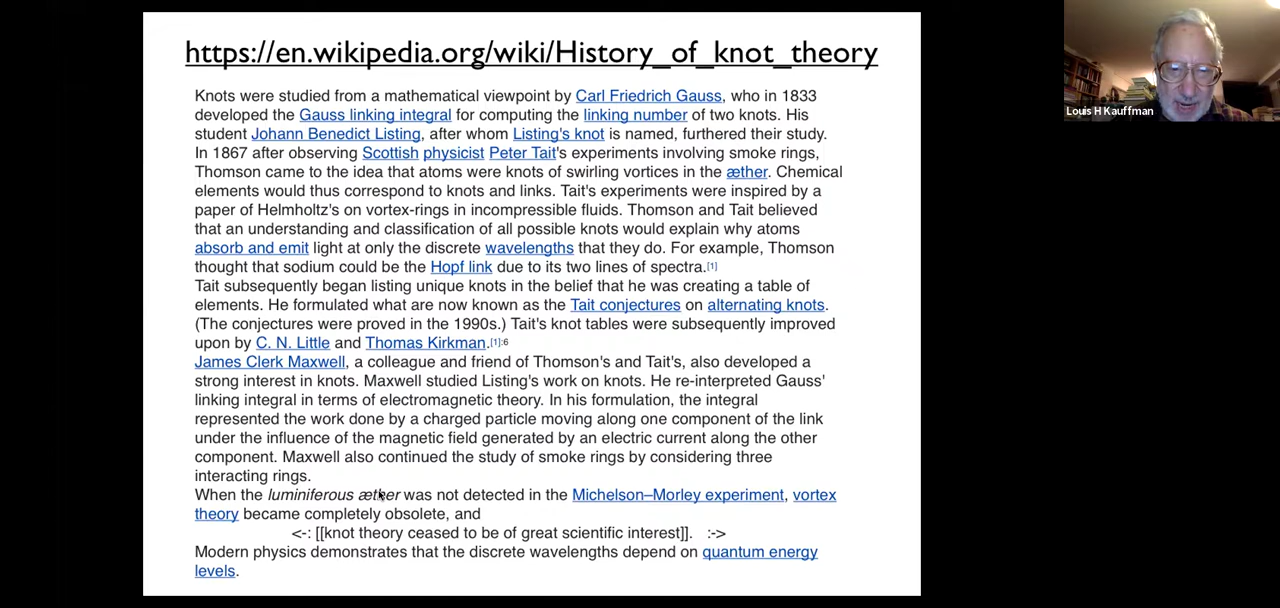 https://en.wikipedia.org/wiki/History_of_knot_theory
Knots were studied from a mathematical viewpoint by Carl Friedrich Gauss, who in 1833
developed the Gauss linking integral for computing the linking number of two knots. His
student Johann Benedict Listing, after whom Listing's knot is named, furthered their study.
In 1867 after observing Scottish physicist Peter Tait's experiments involving smoke rings,
Thomson came to the idea that atoms were knots of swirling vortices in the æther. Chemical
elements would thus correspond to knots and links. Tait's experiments were inspired by a
paper of Helmholtz's on vortex-rings in incompressible fluids. Thomson and Tait believed
that an understanding and classification of all possible knots would explain why atoms
absorb and emit light at only the discrete wavelengths that they do. For example, Thomson
thought that sodium could be the Hopf link due to its two lines of spectra.[1]
Tait subsequently began listing unique knots in the belief that he was creating a table of
elements. He formulated what are now known as the Tait conjectures on alternating knots.
(The conjectures were proved in the 1990s.) Tait's knot tables were subsequently improved
upon by C. N. Little and Thomas Kirkman.[1]:6
James Clerk Maxwell, a colleague and friend of Thomson's and Tait's, also developed a
strong interest in knots. Maxwell studied Listing's work on knots. He re-interpreted Gauss'
linking integral in terms of electromagnetic theory. In his formulation, the integral
represented the work done by a charged particle moving along one component of the link
under the influence of the magnetic field generated by an electric current along the other
component. Maxwell also continued the study of smoke rings by considering three
interacting rings.
When the luminiferous æther was not detected in the Michelson–Morley experiment, vortex
theory became completely obsolete, and
<-: [[knot theory ceased to be of great scientific interest]]. :->
Modern physics demonstrates that the discrete wavelengths depend on quantum energy
levels.
Louis H Kauffman